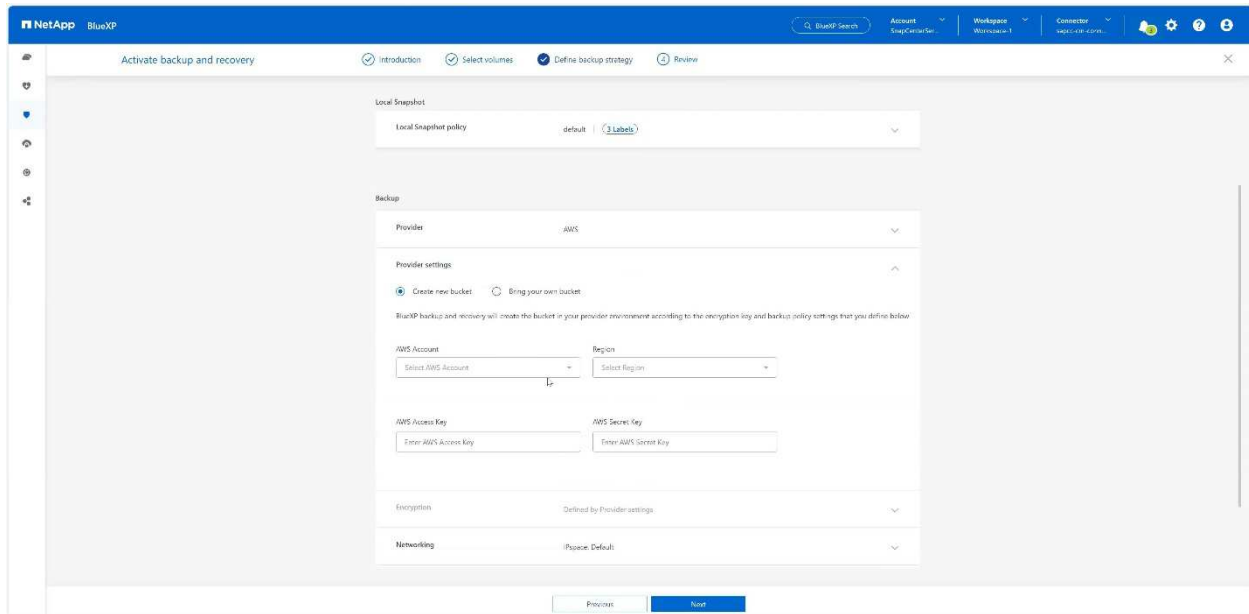 NetApp BlueXP
BlueXP Search
Account
SnapCenterSer...
Workspace
Workspace-1
Connector
3
Activate backup and recovery
Introduction
Select volumes
Define backup strategy
4 Review
Local Snapshot
Local Snapshot policy default 3 Labels
Backup
Provider AWS
Provider settings
Create new bucket Bring your own bucket
BlueXP backup and recovery will create the bucket in your provider environment according to the encryption key and backup policy settings that you define below
AWS Account Region
Select AWS Account Select Region
AWS Access Key AWS Secret Key
Enter AWS Access Key Enter AWS Secret Key
Encryption Defined by Provider settings
Networking IPspace: Default
Previous Next